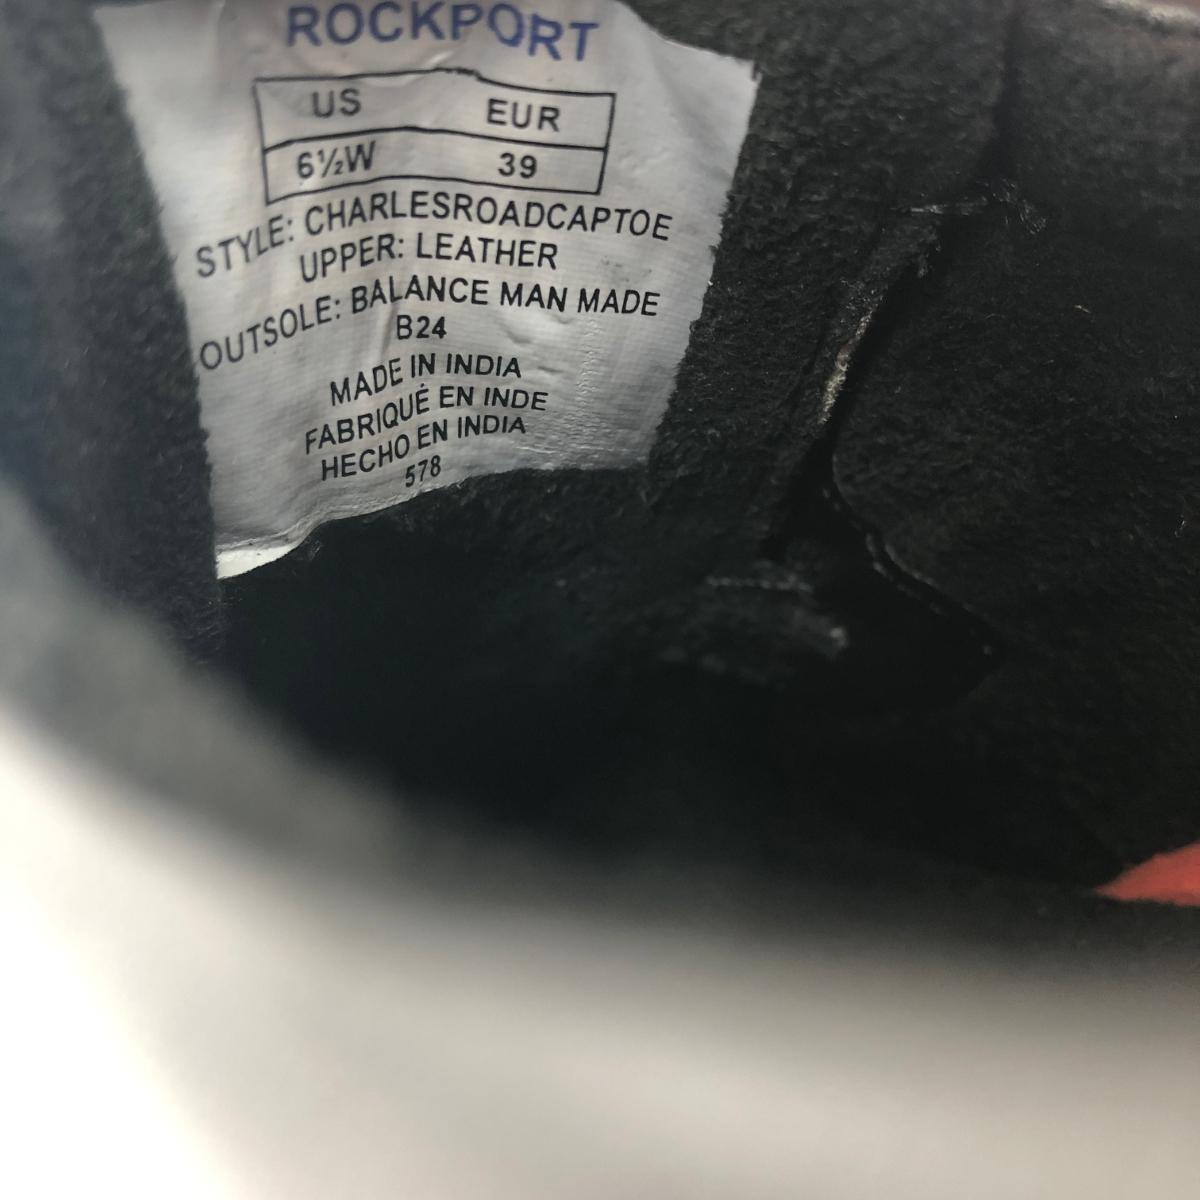 ROCKPORT
US EUR
6½W 39
STYLE: CHARLESROADCAPTOE
UPPER: LEATHER
OUTSOLE: BALANCE MAN MADE
B24
MADE IN INDIA
FABRIQUÉ EN INDE
HECHO EN INDIA
578